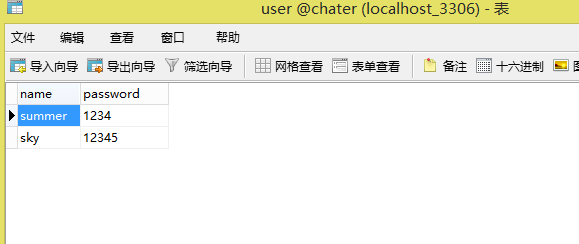 user @chater (localhost_3306) - 表
文件 编辑 查看 窗口 帮助
导入向导 导出向导 筛选向导 网格查看 表单查看 备注 十六进制
name password
summer 1234
sky 12345